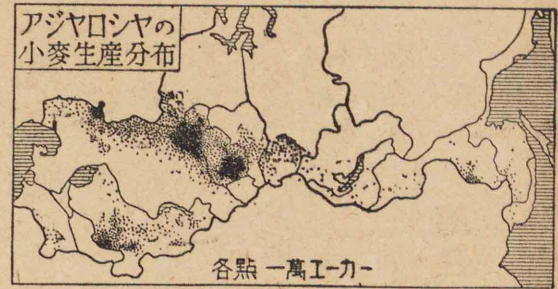 アジヤロシヤの
小麥生産分布
各點 一萬エーカー